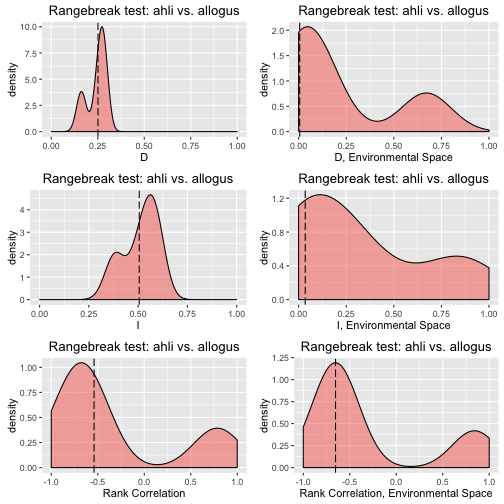 Rangebreak test: ahli vs. allogus
10.0
7.5
5.0
2.5
0.0
density
0.00 0.25 0.50 0.75 1.00
D
Rangebreak test: ahli vs. allogus
2.0
1.5
1.0
0.5
0.0
density
0.00 0.25 0.50 0.75 1.00
D, Environmental Space
Rangebreak test: ahli vs. allogus
4
3
2
1
0
density
0.00 0.25 0.50 0.75 1.00
I
Rangebreak test: ahli vs. allogus
1.2
0.8
0.4
0.0
density
0.00 0.25 0.50 0.75 1.00
I, Environmental Space
Rangebreak test: ahli vs. allogus
1.00
0.75
0.50
0.25
0.00
density
-1.0 -0.5 0.0 0.5 1.0
Rank Correlation
Rangebreak test: ahli vs. allogus
1.25
1.00
0.75
0.50
0.25
0.00
density
-1.0 -0.5 0.0 0.5 1.0
Rank Correlation, Environmental Space